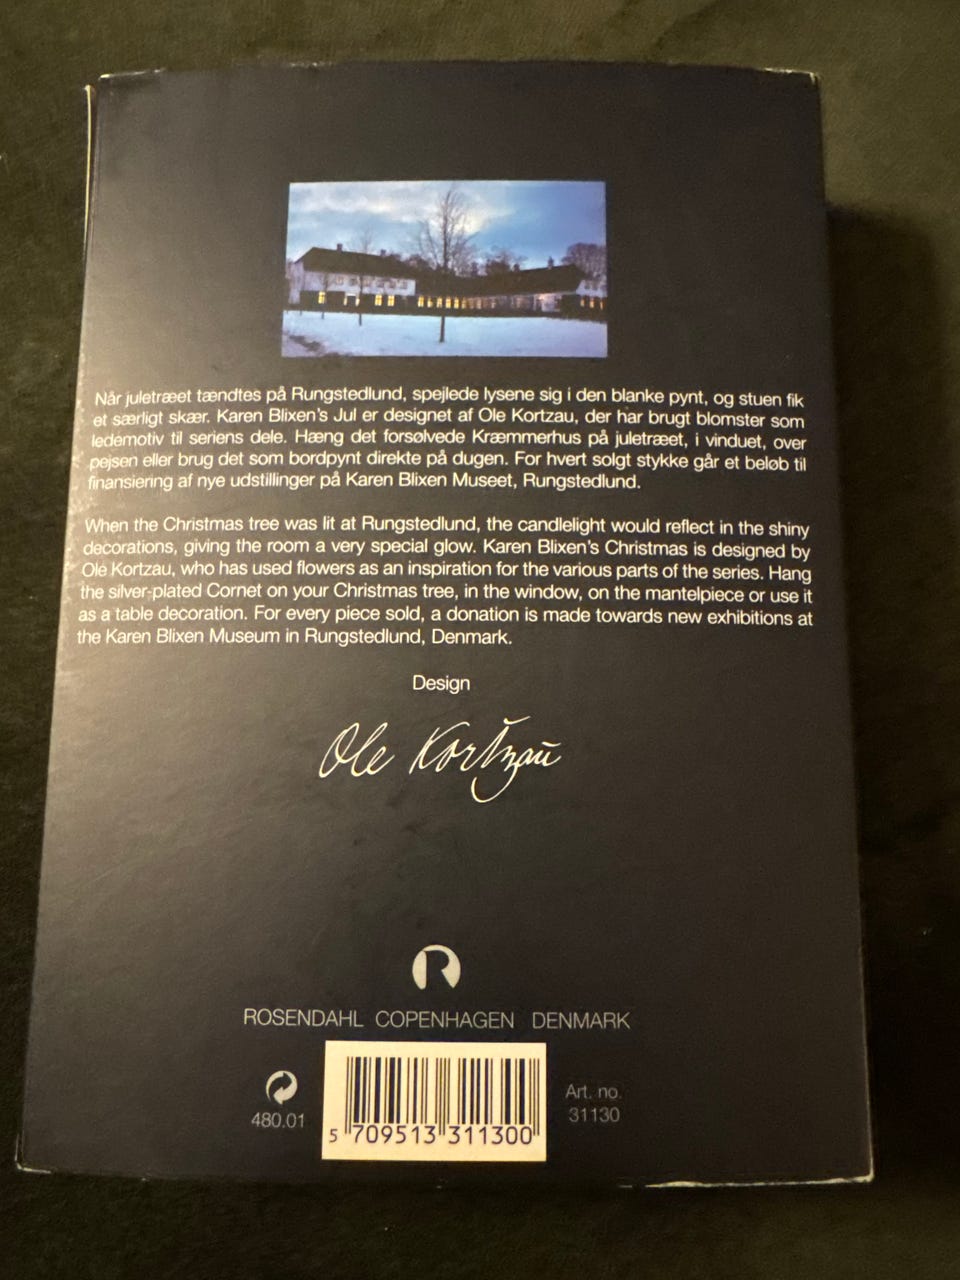 Når juletræet tændtes på Rungstedlund, spejlede lysene sig i den blanke pynt, og stuen fik
et særligt skær. Karen Blixen's Jul er designet af Ole Kortzau, der har brugt blomster som
ledemotiv til seriens dele. Hæng det forsølvede Kræmmerhus på juletræet, i vinduet, over
pejsen eller brug det som bordpynt direkte på dugen. For hvert solgt stykke går et beløb til
finansiering af nye udstillinger på Karen Blixen Museet, Rungstedlund.
When the Christmas tree was lit at Rungstedlund, the candlelight would reflect in the shiny
decorations, giving the room a very special glow. Karen Blixen's Christmas is designed by
Ole Kortzau, who has used flowers as an inspiration for the various parts of the series. Hang
the silver-plated Cornet on your Christmas tree, in the window, on the mantelpiece or use it
as a table decoration. For every piece sold, a donation is made towards new exhibitions at
the Karen Blixen Museum in Rungstedlund, Denmark.
Design
Ole Kortzau
R
ROSENDAHL COPENHAGEN DENMARK
480.01
5 709513 311300
Art. no.
31130